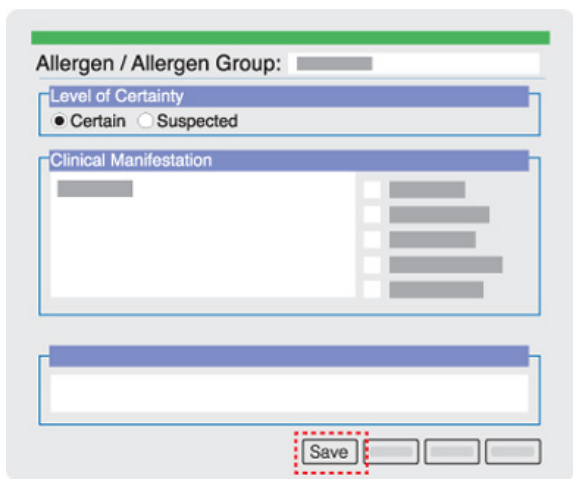 Allergen / Allergen Group:
Level of Certainty
Certain Suspected
Clinical Manifestation
Save